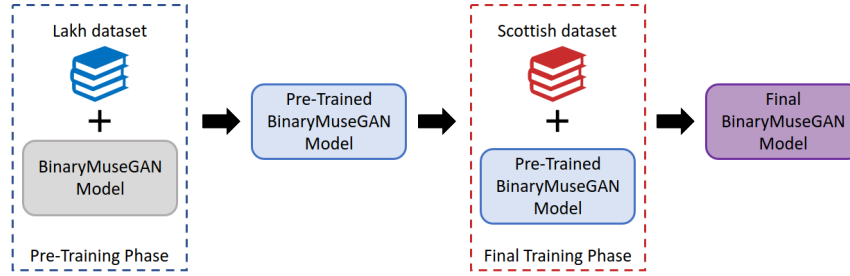 Lakh dataset
+
BinaryMuseGAN
Model
Pre-Training Phase
Pre-Trained
BinaryMuseGAN
Model
Scottish dataset
+
Pre-Trained
BinaryMuseGAN
Model
Final Training Phase
Final
BinaryMuseGAN
Model